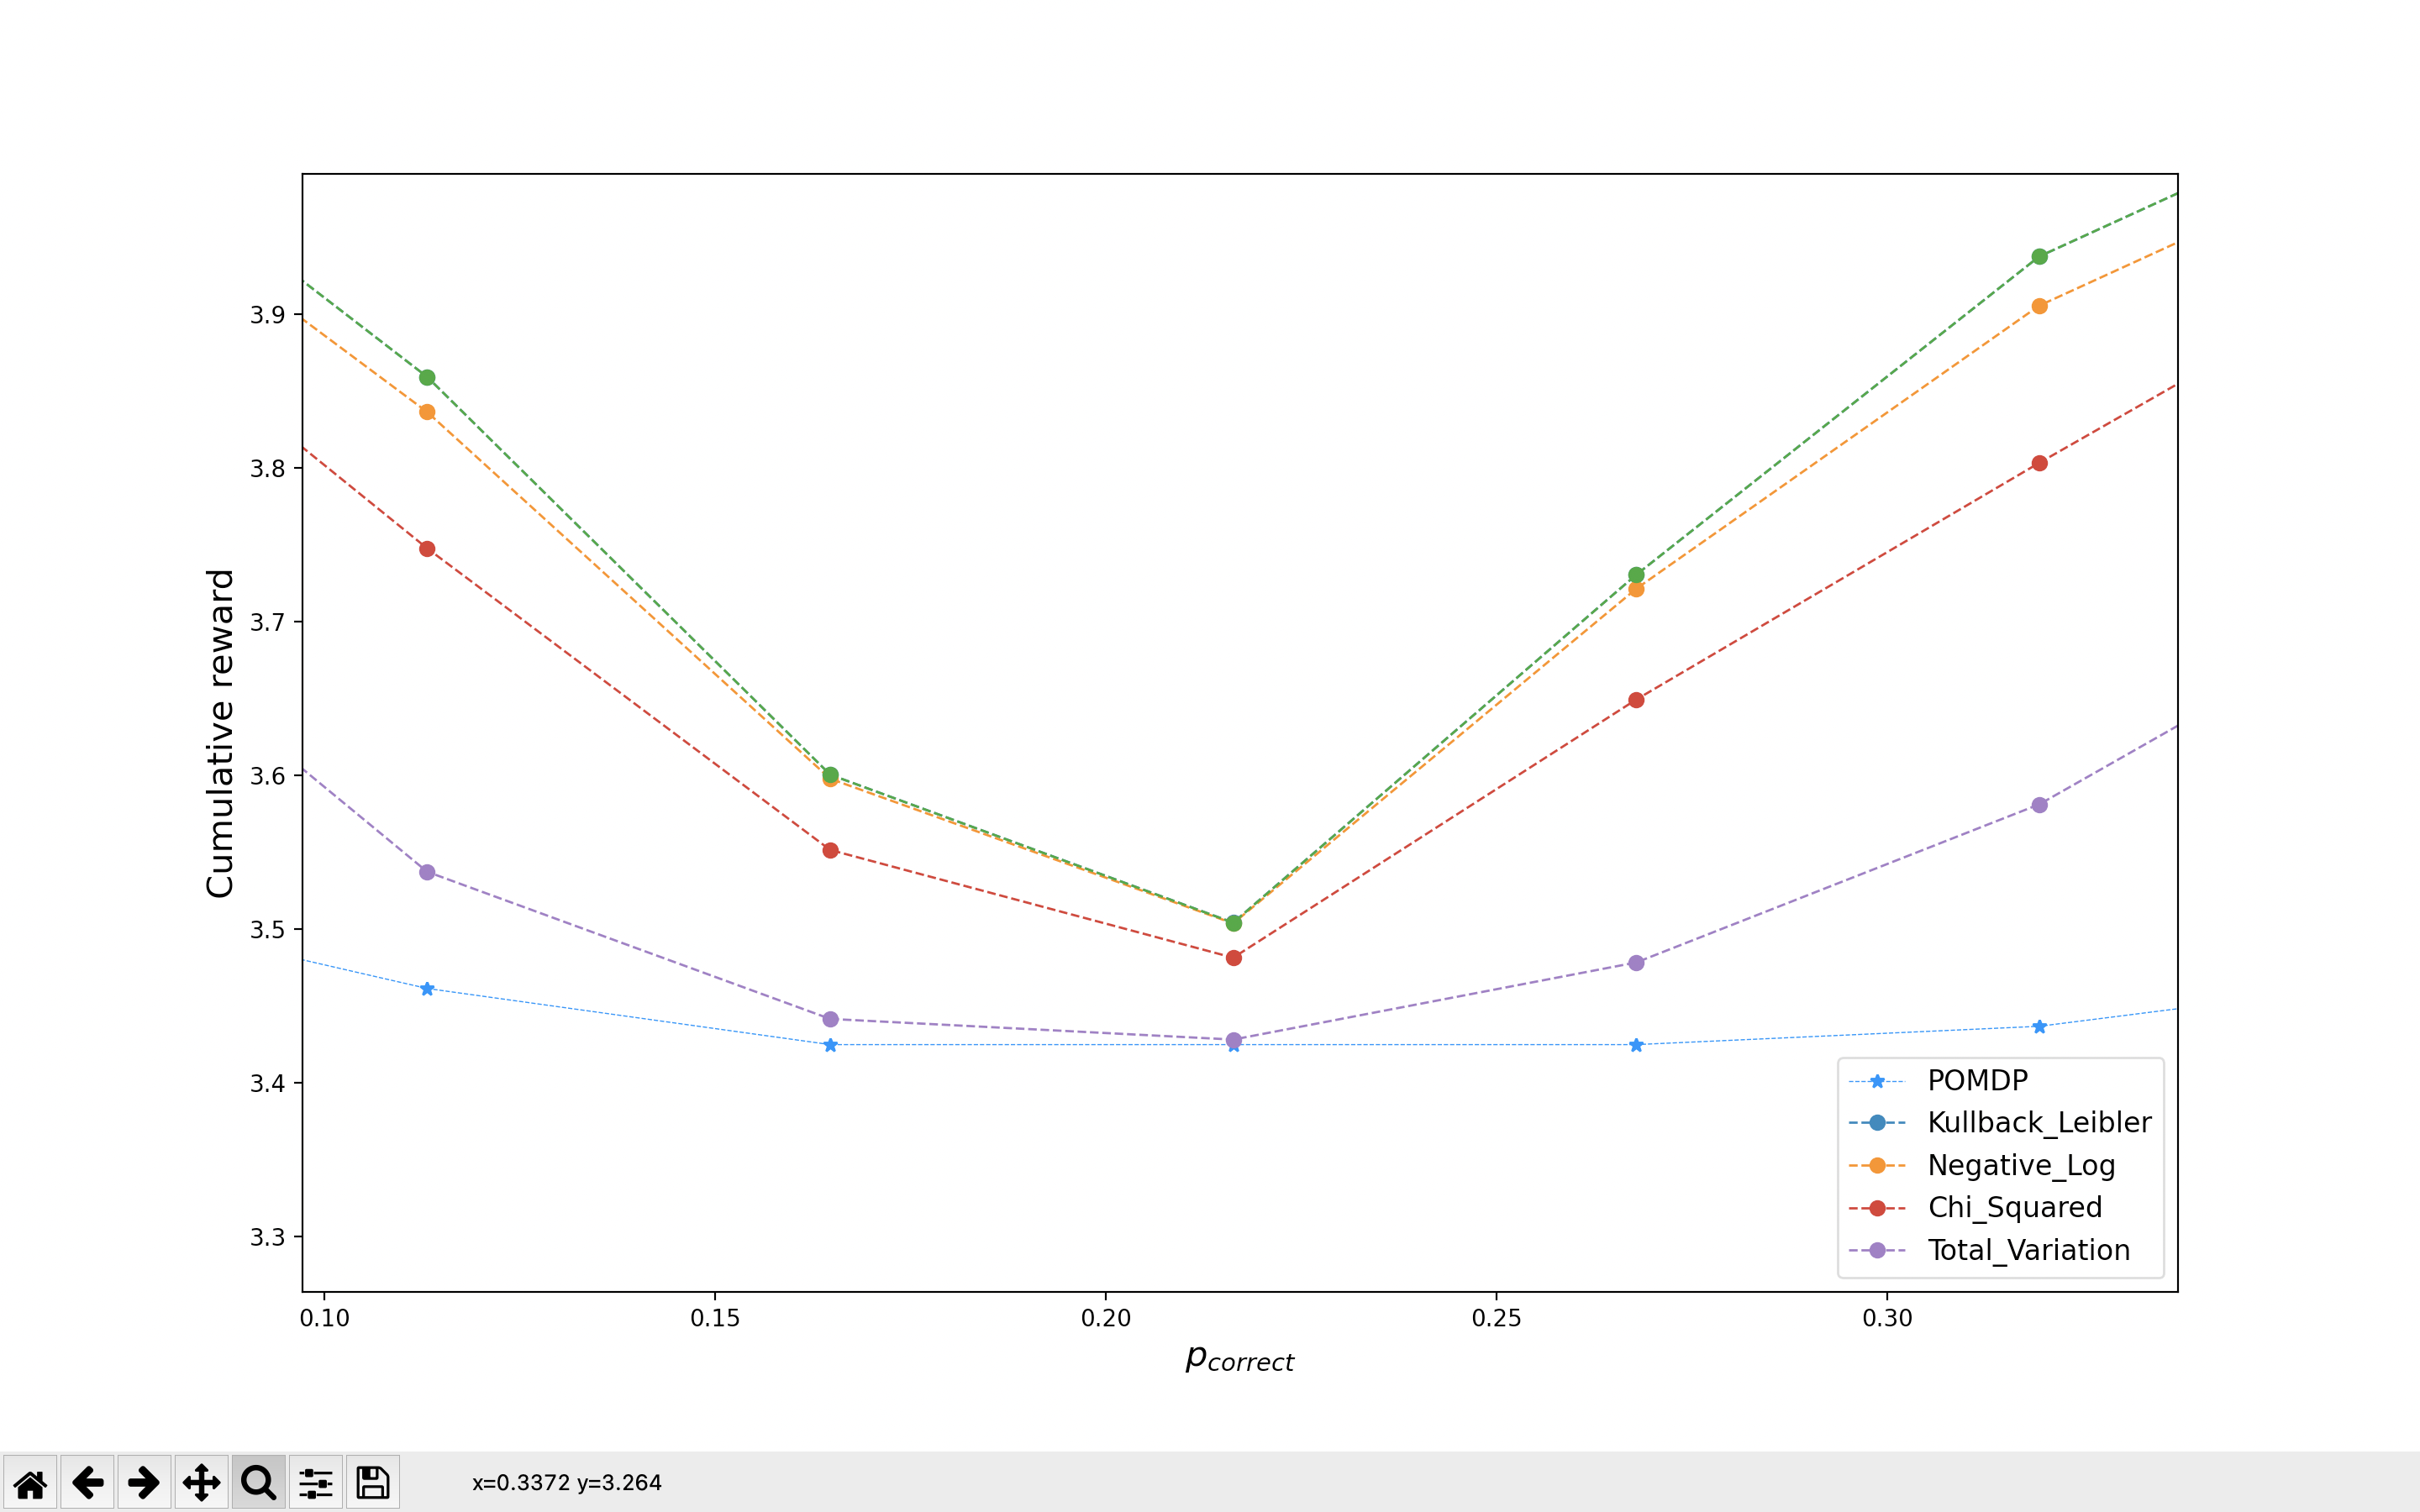 3.9
3.8
3.7
3.6
3.5
3.4
3.3
Cumulative reward
0.10 0.15 0.20 0.25 0.30
p_correct
POMDP
Kullback_Leibler
Negative_Log
Chi_Squared
Total_Variation
x=0.3372 y=3.264